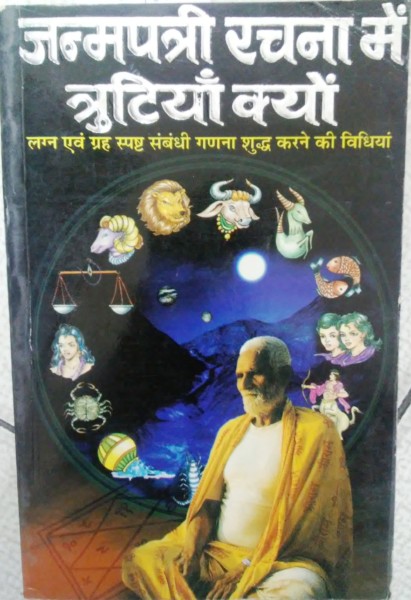 जन्मपत्री रचना में
त्रुटियाँ क्यों
लग्न एवं ग्रह स्पष्ट संबंधी गणना शुद्ध करने की विधियां